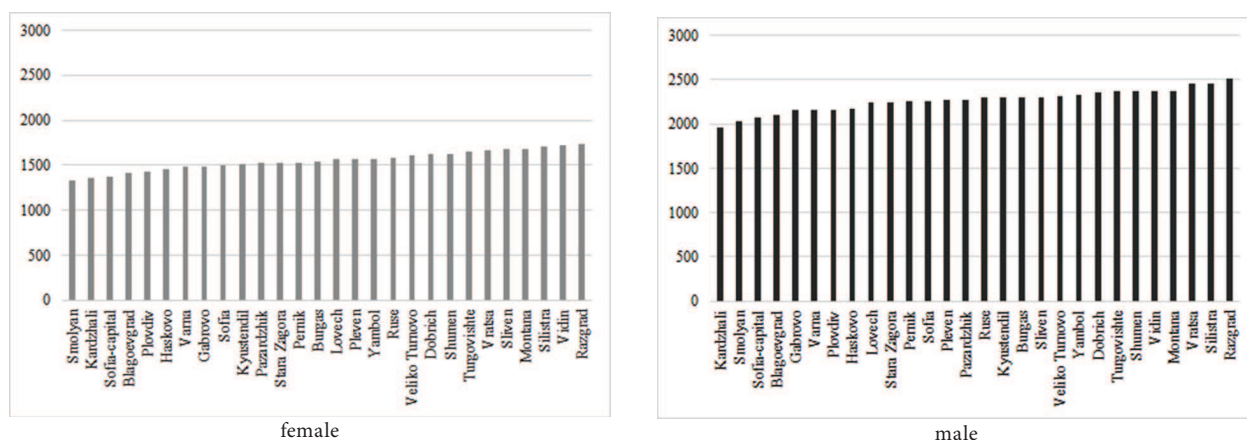 3000
2500
2000
1500
1000
500
0
Smolyan
Kardzhali
Sofia-capital
Blagoevgrad
Plovdiv
Haskovo
Varna
Gabrovo
Sofia
Kyustendil
Pazardzhik
Stara Zagora
Pernik
Burgas
Lovech
Pleven
Yambol
Ruse
Veliko Turnovo
Dobrich
Shumen
Turgovishte
Vratsa
Sliven
Montana
Silistra
Vidin
Razgrad
female
3000
2500
2000
1500
1000
500
0
Kardzhali
Smolyan
Sofia-capital
Blagoevgrad
Gabrovo
Varna
Plovdiv
Haskovo
Lovech
Stara Zagora
Pernik
Sofia
Pleven
Pazardzhik
Ruse
Kyustendil
Burgas
Sliven
Veliko Turnovo
Yambol
Dobrich
Turgovishte
Shumen
Vidin
Montana
Vratsa
Silistra
Razgrad
male